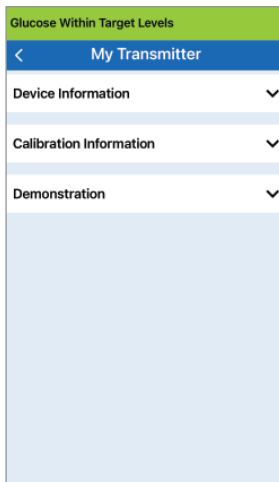 Glucose Within Target Levels
My Transmitter
Device Information
Calibration Information
Demonstration